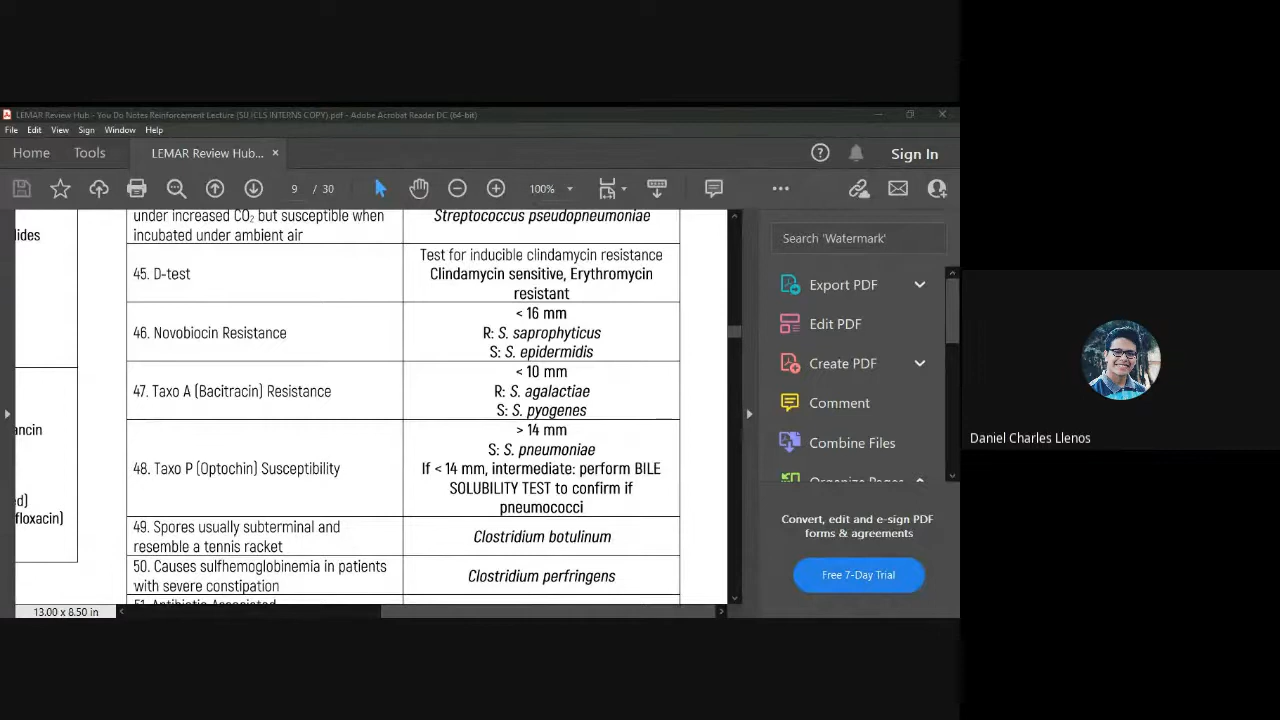 LEMAR Review Hub - You Do Notes Reinforcement Lecture (SU ICLS INTERNS COPY).pdf - Adobe Acrobat Reader DC (64-bit)
File Edit View Sign Window Help
Home Tools LEMAR Review Hub... × Sign In
9 / 30 100%
lides
ancin
ed)
floxacin)
under increased CO₂ but susceptible when
incubated under ambient air
Streptococcus pseudopneumoniae
45. D-test
Test for inducible clindamycin resistance
Clindamycin sensitive, Erythromycin
resistant
46. Novobiocin Resistance
< 16 mm
R: S. saprophyticus
S: S. epidermidis
47. Taxo A (Bacitracin) Resistance
< 10 mm
R: S. agalactiae
S: S. pyogenes
48. Taxo P (Optochin) Susceptibility
> 14 mm
S: S. pneumoniae
If < 14 mm, intermediate: perform BILE
SOLUBILITY TEST to confirm if
pneumococci
49. Spores usually subterminal and
resemble a tennis racket
Clostridium botulinum
50. Causes sulfhemoglobinemia in patients
with severe constipation
Clostridium perfringens
51. Antibiotic Associated
13.00 x 8.50 in
Search 'Watermark'
Export PDF
Edit PDF
Create PDF
Comment
Combine Files
Organize Pages
Convert, edit and e-sign PDF
forms & agreements
Free 7-Day Trial
Daniel Charles Llenos